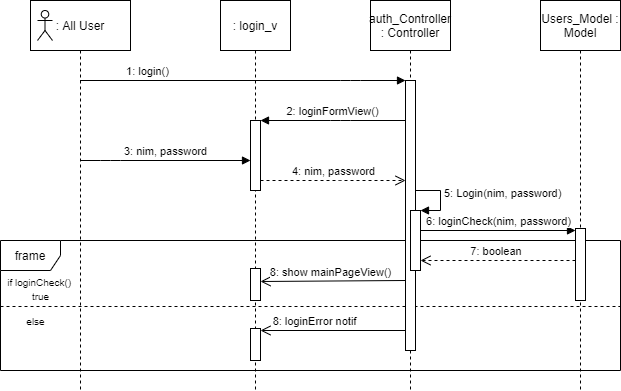 : All User
: login_v
auth_Controller
: Controller
Users_Model :
Model
1: login()
2: loginFormView()
3: nim, password
4: nim, password
5: Login(nim, password)
6: loginCheck(nim, password)
7: boolean
frame
8: show mainPageView()
if loginCheck()
true
else
8: loginError notif